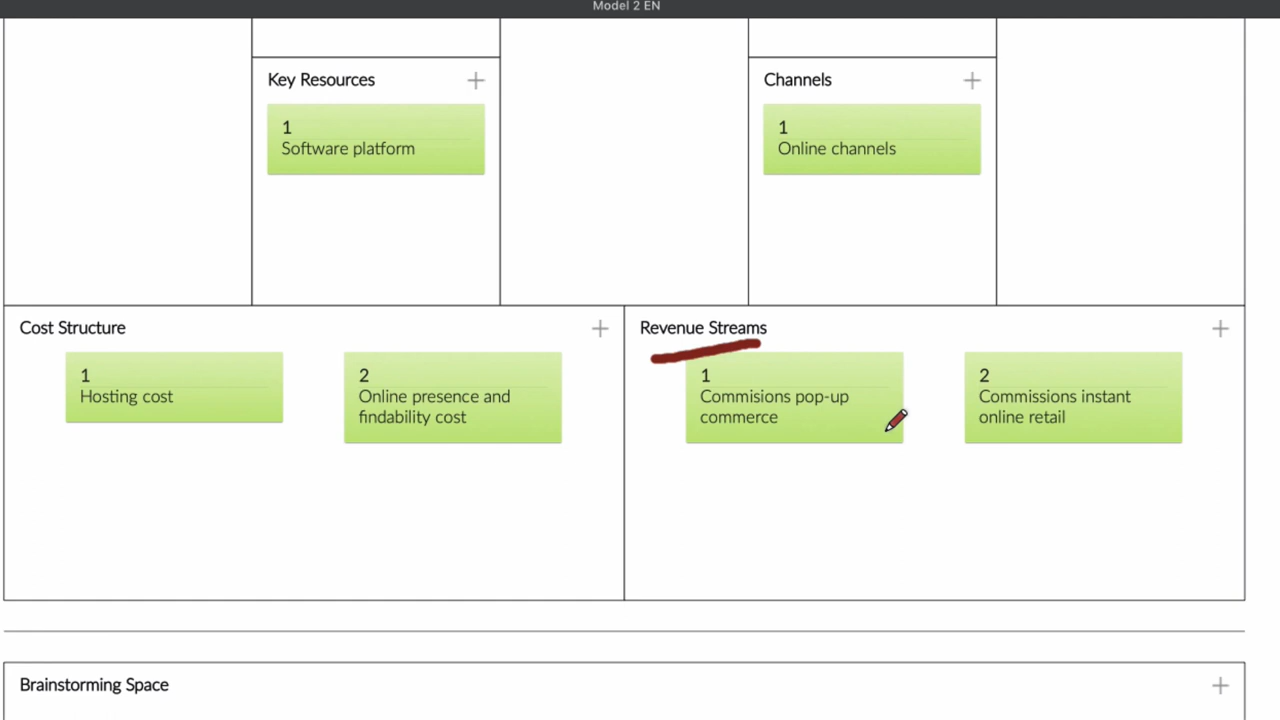 Model 2 EN
Key Resources
1
Software platform
Channels
1
Online channels
Cost Structure
1
Hosting cost
2
Online presence and
findability cost
Revenue Streams
1
Commisions pop-up
commerce
2
Commissions instant
online retail
Brainstorming Space